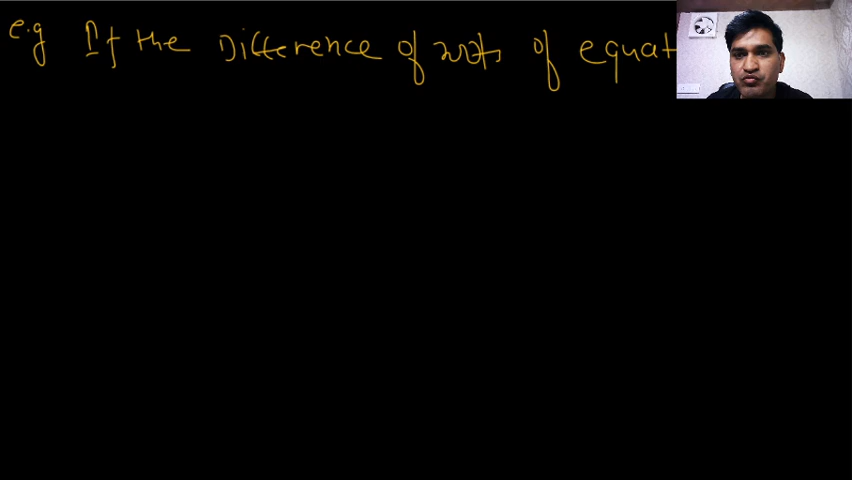 e.g If the Difference of roots of equat